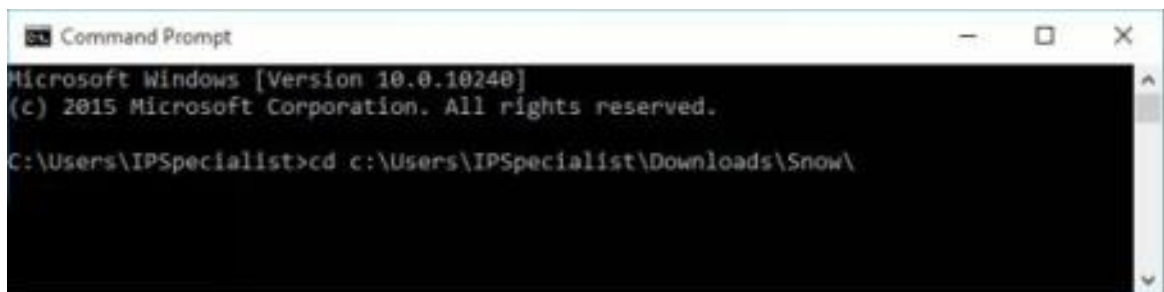 Command Prompt
Microsoft Windows [Version 10.0.10240]
(c) 2015 Microsoft Corporation. All rights reserved.
C:\Users\IPSpecialist>cd c:\Users\IPSpecialist\Downloads\Snow\